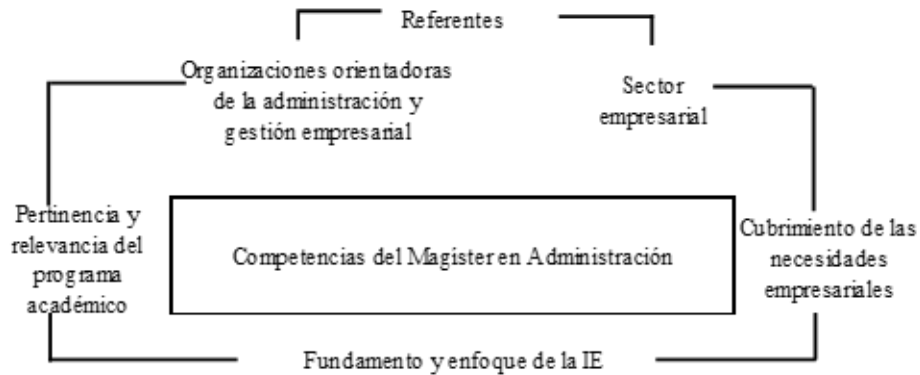 Referentes
Organizaciones orientadoras
de la administración y
gestión empresarial
Sector
empresarial
Pertinencia y
relevancia del
programa
académico
Competencias del Magíster en Administración
Cubrimiento de las
necesidades
empresariales
Fundamento y enfoque de la IE